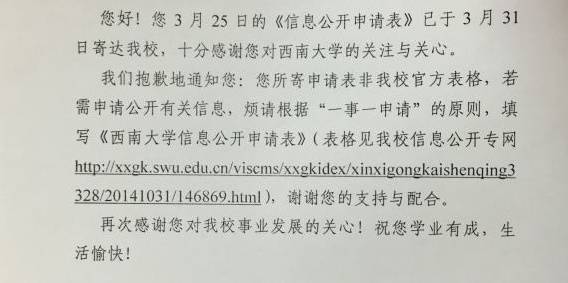 您好！您 3 月 25 日的《信息公开申请表》已于 3 月 31
日寄达我校，十分感谢您对西南大学的关注与关心。
我们抱歉地通知您：您所寄申请表非我校官方表格，若
需申请公开有关信息，烦请根据“一事一申请”的原则，填
写《西南大学信息公开申请表》（表格见我校信息公开专网
http://xxgk.swu.edu.cn/viscms/xxgkidex/xinxigongkaishenqing3
328/20141031/146869.html），谢谢您的支持与配合。
再次感谢您对我校事业发展的关心！祝您学业有成，生
活愉快！